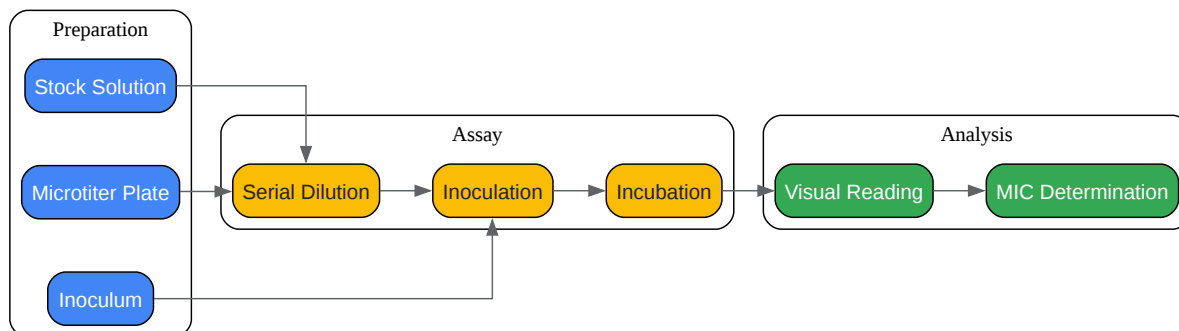 Preparation
Stock Solution
Microtiter Plate
Inoculum
Assay
Serial Dilution
Inoculation
Incubation
Analysis
Visual Reading
MIC Determination